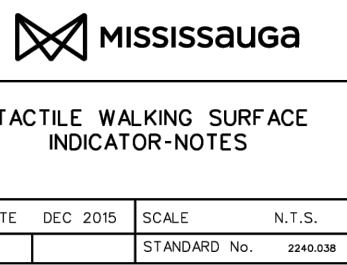 MISSISSAUGA
TACTILE WALKING SURFACE
INDICATOR-NOTES
DEC 2015 SCALE N.T.S.
STANDARD No. 2240.038